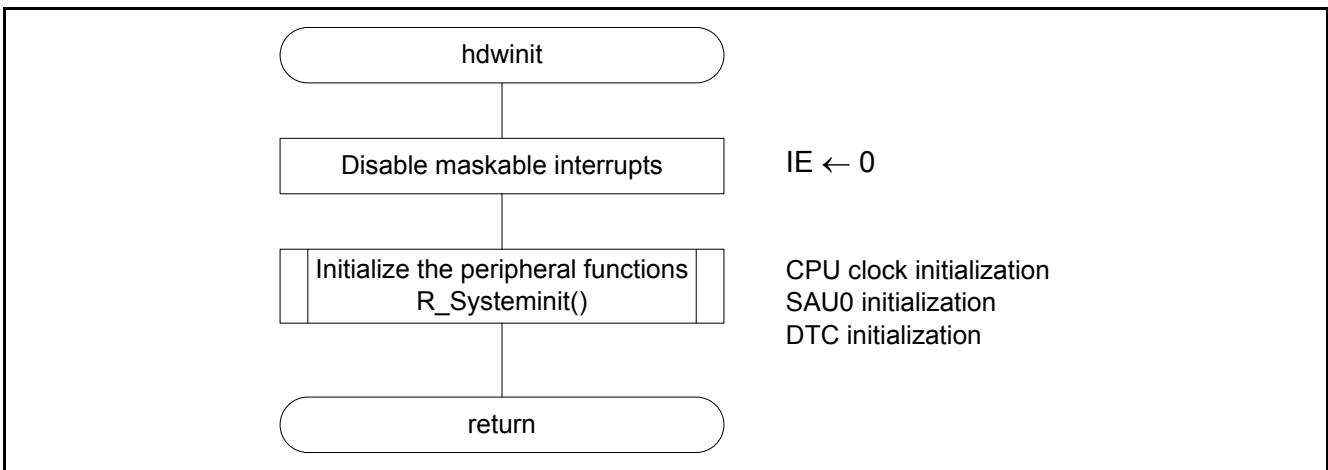 hdwinit
Disable maskable interrupts
IE ← 0
Initialize the peripheral functions
R_Systeminit()
CPU clock initialization
SAU0 initialization
DTC initialization
return